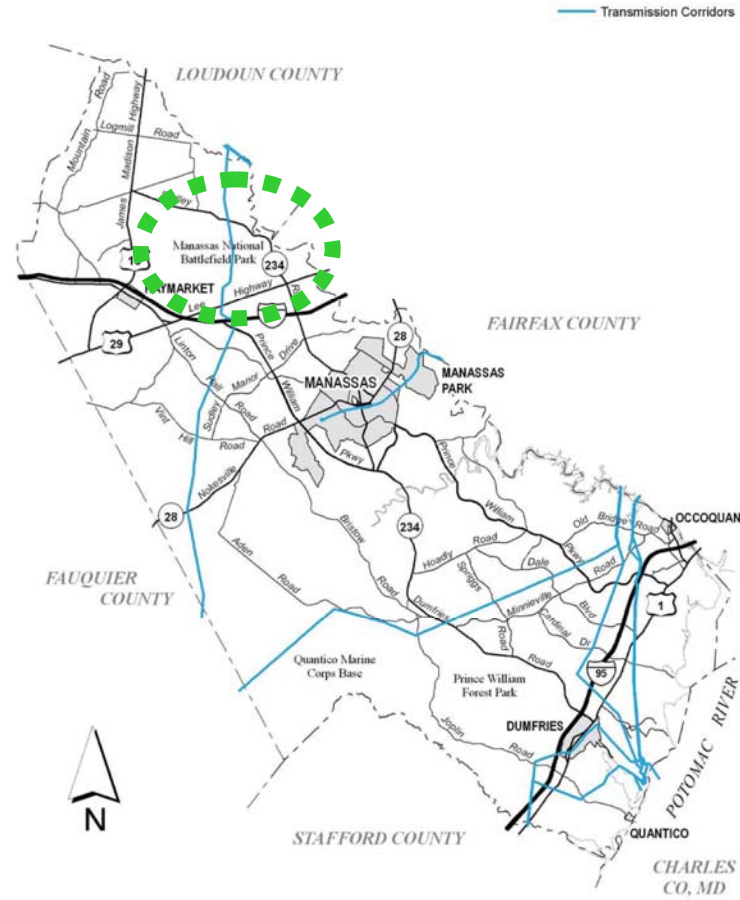 Transmission Corridors
LOUDOUN COUNTY
Mountain
Road
Logmill Road
James
Madison
Highway
Manassas National
Battlefield Park
234
HAYMARKET
Lee
Highway
29
FAIRFAX COUNTY
28
Linton
Hall
Road
Prince
William
Manor
Drive
Sudley
MANASSAS
MANASSAS
PARK
Vint
Hill
Road
Nokesville
Road
Pkwy
28
Prince
William
Pkwy
234
Bristow
Road
Aden
Road
Old
Bridge
Road
OCCOQUAN
Hoadly
Road
Spriggs
Road
Dale
Blvd
Minnieville
Road
Cardinal
Dr
1
FAUQUIER
COUNTY
Dumfries
Road
Quantico Marine
Corps Base
Prince William
Forest Park
95
DUMFRIES
Joplin
Road
POTOMAC RIVER
N
QUANTICO
STAFFORD COUNTY
CHARLES
CO, MD